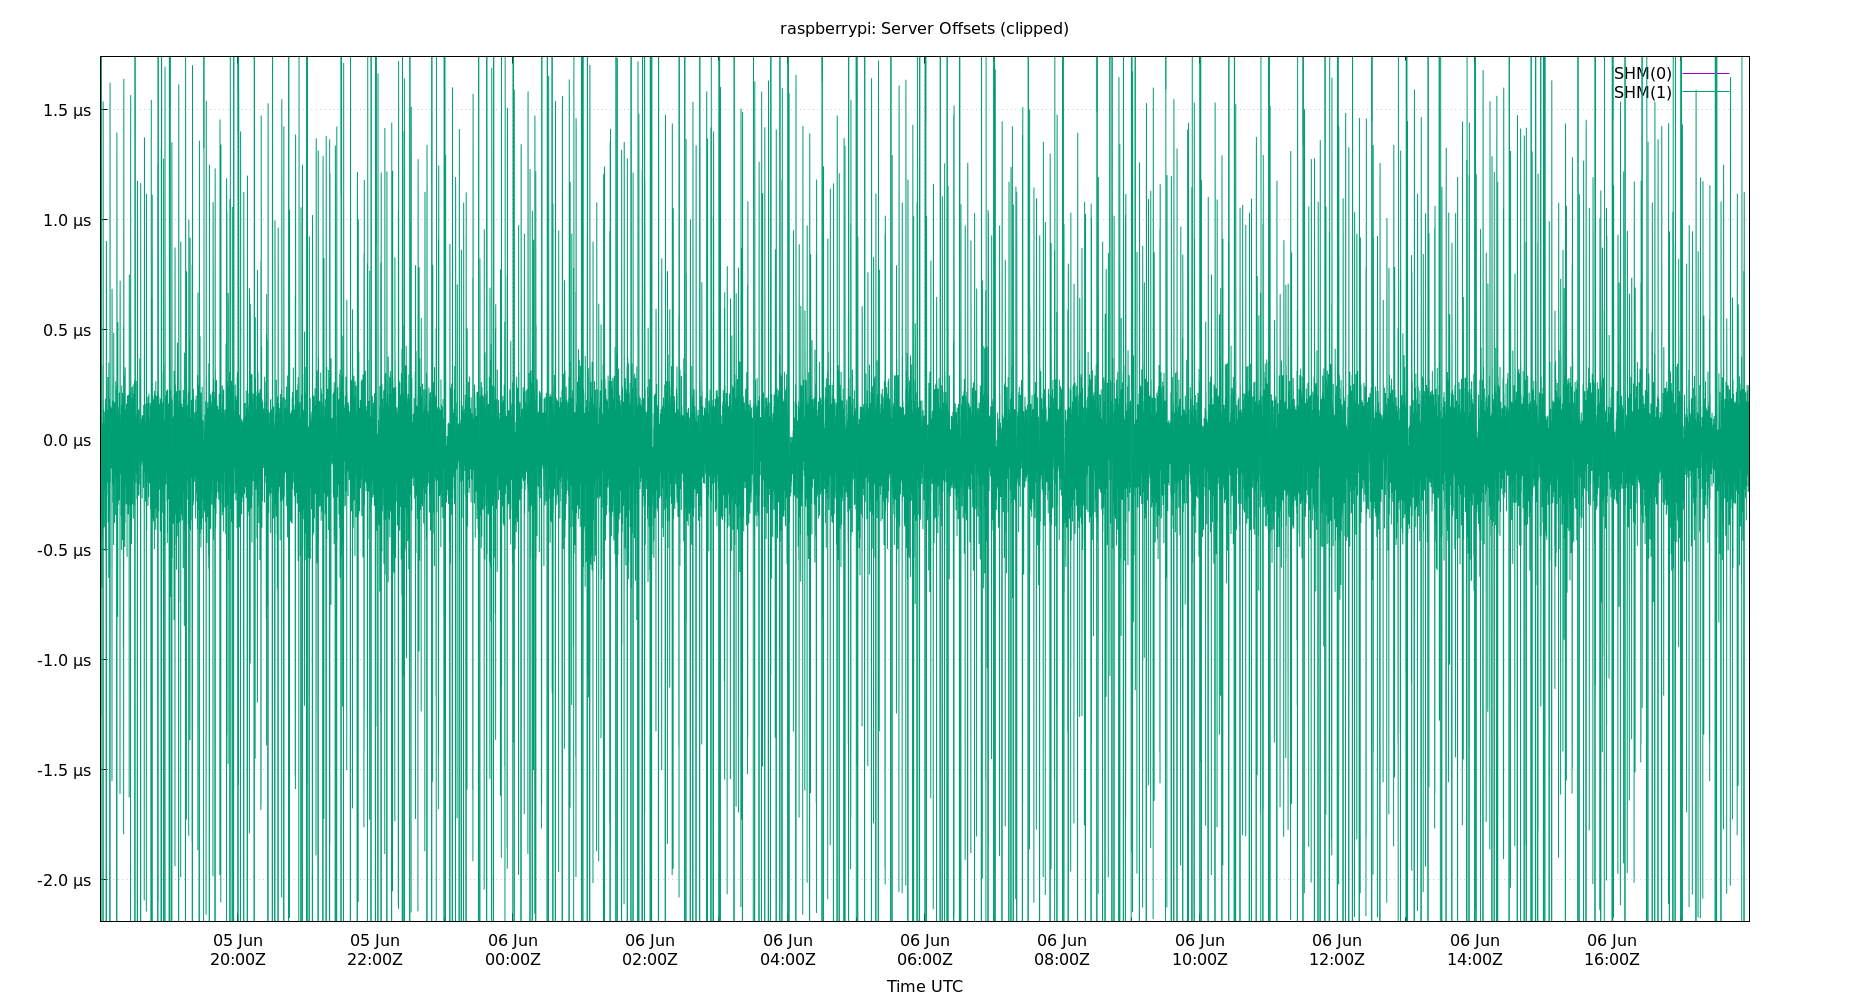 raspberrypi: Server Offsets (clipped)
SHM(0)
SHM(1)
1.5 µs
1.0 µs
0.5 µs
0.0 µs
-0.5 µs
-1.0 µs
-1.5 µs
-2.0 µs
05 Jun 05 Jun 06 Jun 06 Jun 06 Jun 06 Jun 06 Jun 06 Jun 06 Jun 06 Jun 06 Jun
20:00Z 22:00Z 00:00Z 02:00Z 04:00Z 06:00Z 08:00Z 10:00Z 12:00Z 14:00Z 16:00Z
Time UTC